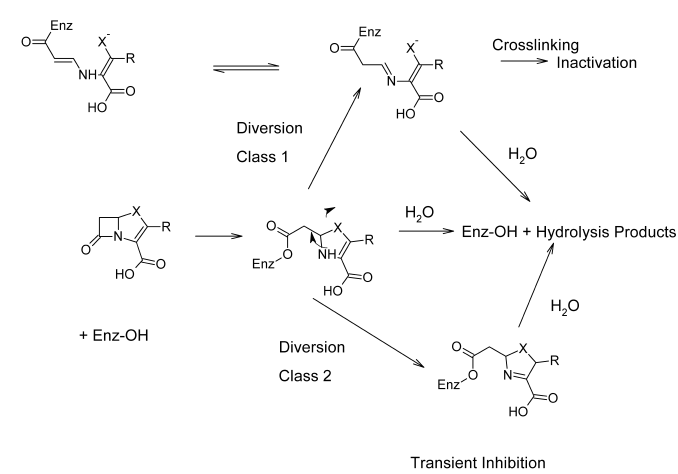 Enz
O
NH
X-
R
HO
O
Enz
O
N
X-
R
HO
O
Crosslinking
Inactivation
Diversion
Class 1
H2O
X
R
O
N
O
HO
+ Enz-OH
O
Enz
O
X
R
NH
O
HO
H2O
Enz-OH + Hydrolysis Products
H2O
Diversion
Class 2
O
Enz
O
X
R
N
O
HO
Transient Inhibition